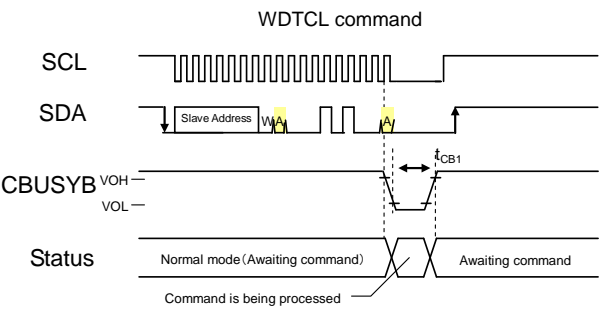 WDTCL command
SCL
SDA
Slave Address
W
A
A
tCB1
CBUSYB
VOH
VOL
Status
Normal mode(Awaiting command)
Awaiting command
Command is being processed